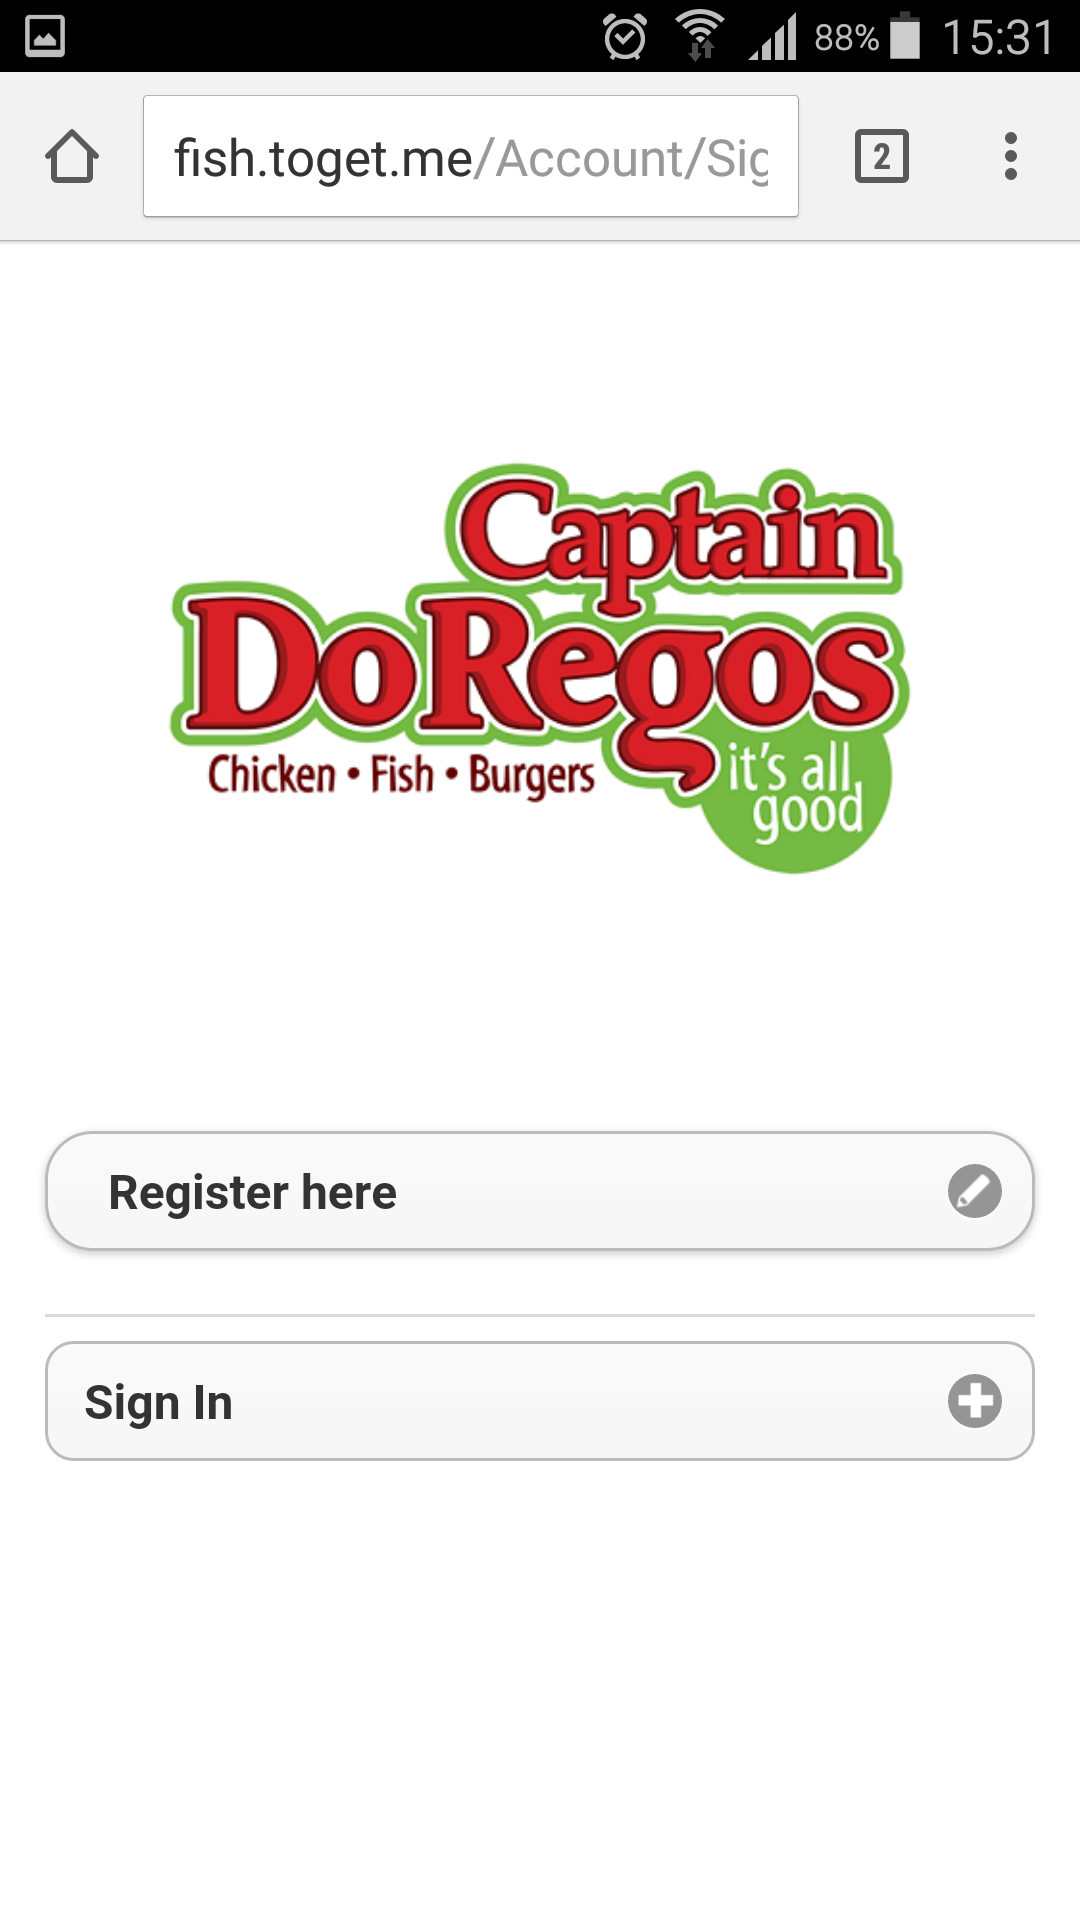 88% 15:31
fish.toget.me/Account/Sig
2
Captain
DoRegos
Chicken • Fish • Burgers
it's all
good
Register here
Sign In